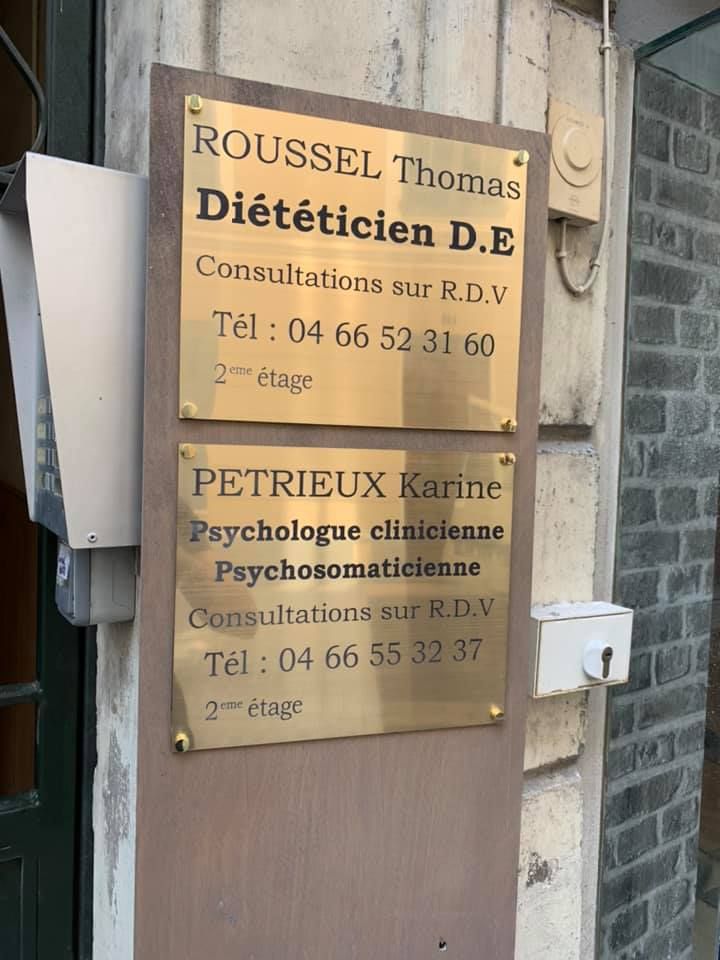 ROUSSEL Thomas
Diététicien D.E
Consultations sur R.D.V
Tél : 04 66 52 31 60
2eme étage
PETRIEUX Karine
Psychologue clinicienne
Psychosomaticienne
Consultations sur R.D.V
Tél : 04 66 55 32 37
2eme étage